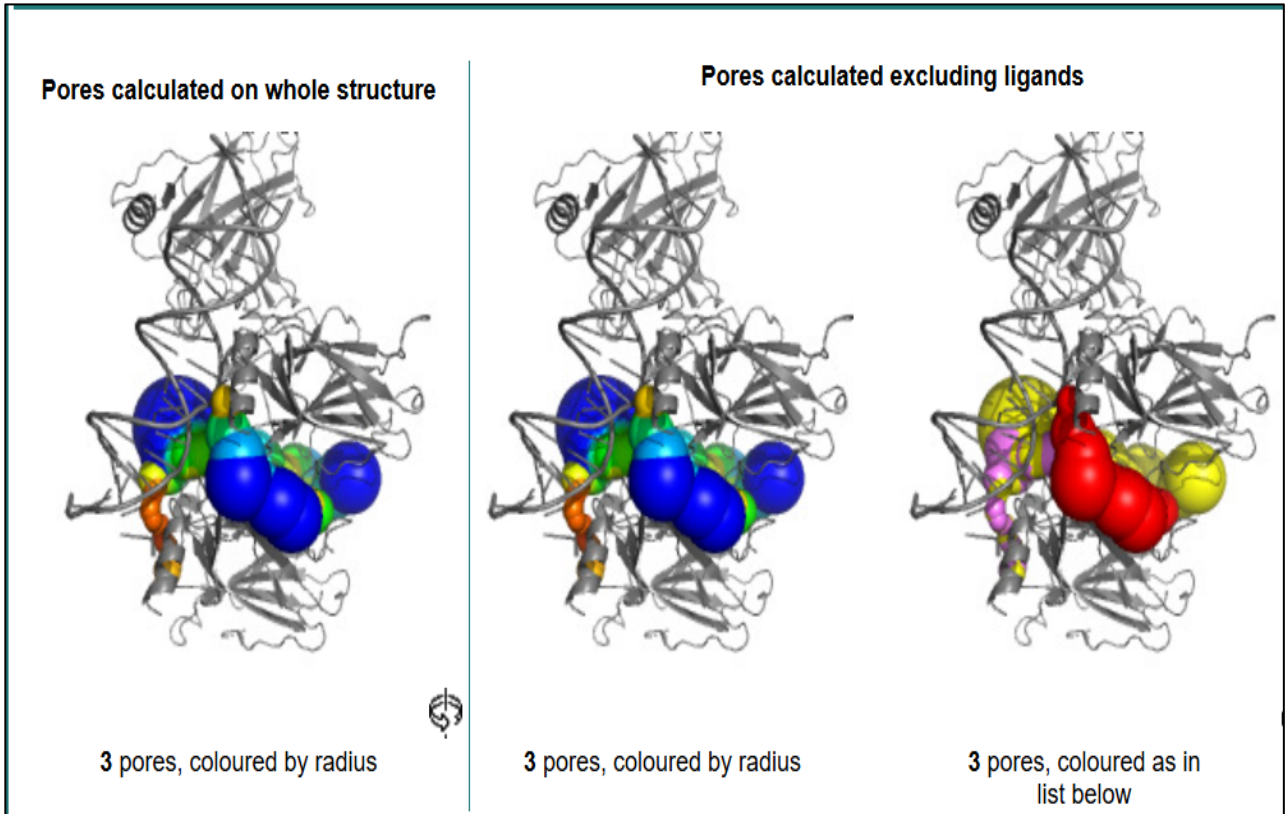 Pores calculated on whole structure
Pores calculated excluding ligands
3 pores, coloured by radius
3 pores, coloured by radius
3 pores, coloured as in
list below